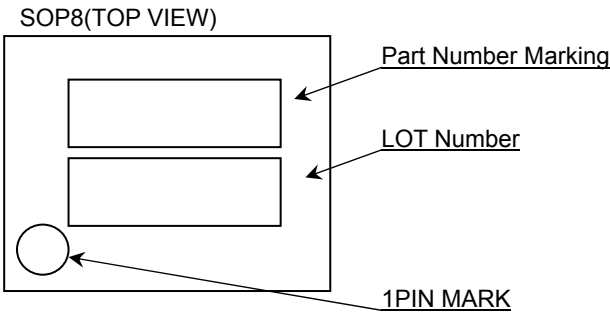 SOP8(TOP VIEW)
Part Number Marking
LOT Number
1PIN MARK